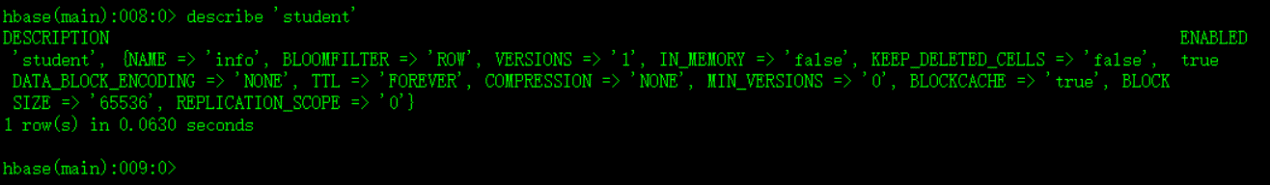 hbase(main):008:0> describe 'student'
DESCRIPTION ENABLED
'student', {NAME => 'info', BLOOMFILTER => 'ROW', VERSIONS => '1', IN_MEMORY => 'false', KEEP_DELETED_CELLS => 'false', true
DATA_BLOCK_ENCODING => 'NONE', TTL => 'FOREVER', COMPRESSION => 'NONE', MIN_VERSIONS => '0', BLOCKCACHE => 'true', BLOCK
SIZE => '65536', REPLICATION_SCOPE => '0'}
1 row(s) in 0.0630 seconds
hbase(main):009:0>